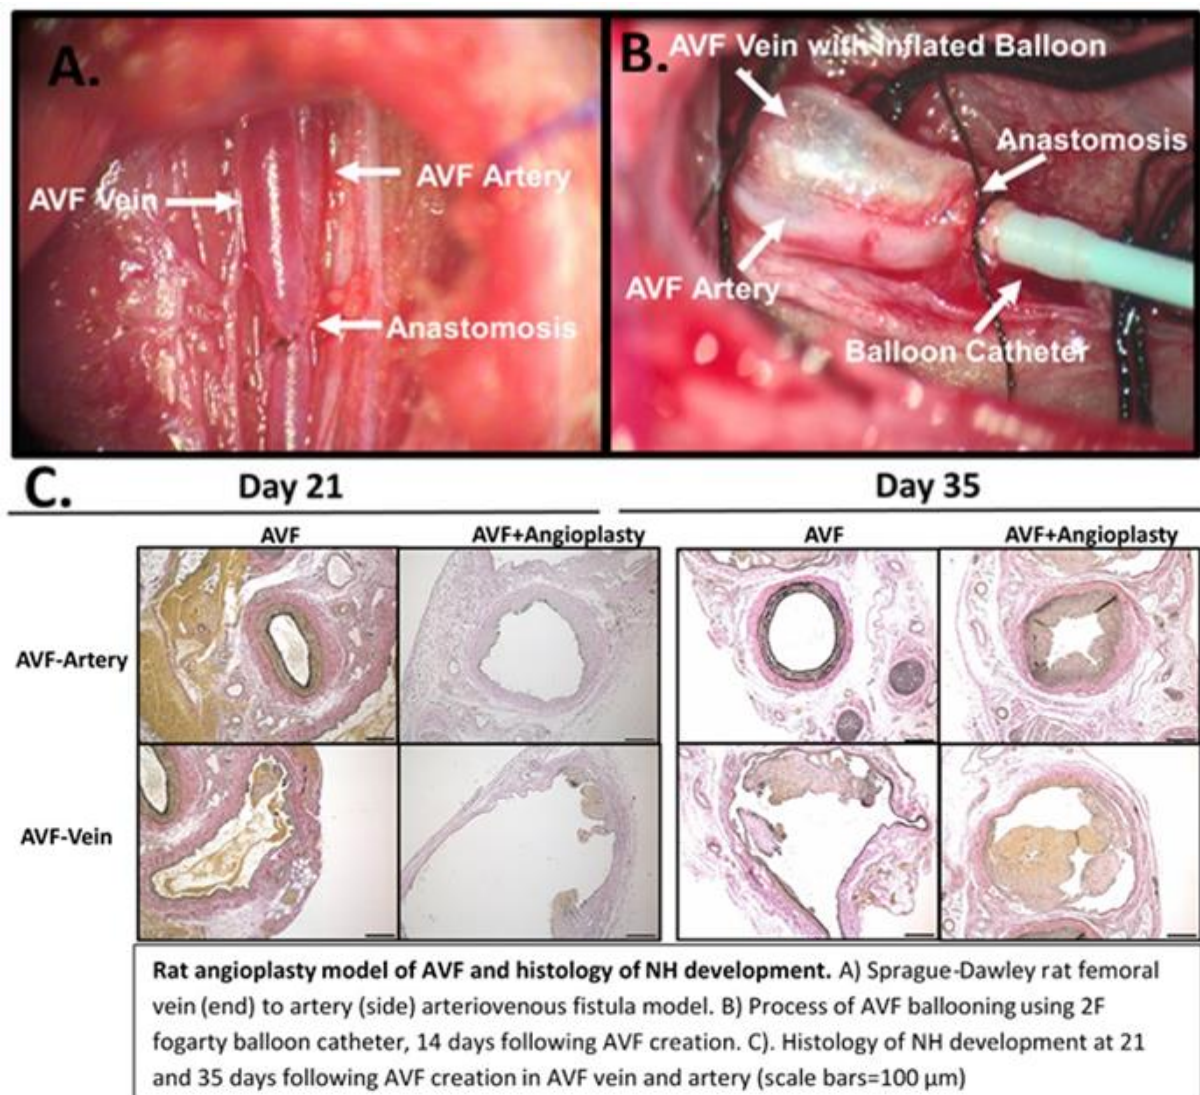 A.
AVF Vein
AVF Artery
Anastomosis
B.
AVF Vein with Inflated Balloon
Anastomosis
AVF Artery
Balloon Catheter
C.
Day 21
Day 35
AVF
AVF+Angioplasty
AVF
AVF+Angioplasty
AVF-Artery
AVF-Vein
Rat angioplasty model of AVF and histology of NH development. A) Sprague-Dawley rat femoral
vein (end) to artery (side) arteriovenous fistula model. B) Process of AVF ballooning using 2F
fogarty balloon catheter, 14 days following AVF creation. C). Histology of NH development at 21
and 35 days following AVF creation in AVF vein and artery (scale bars=100 μm)